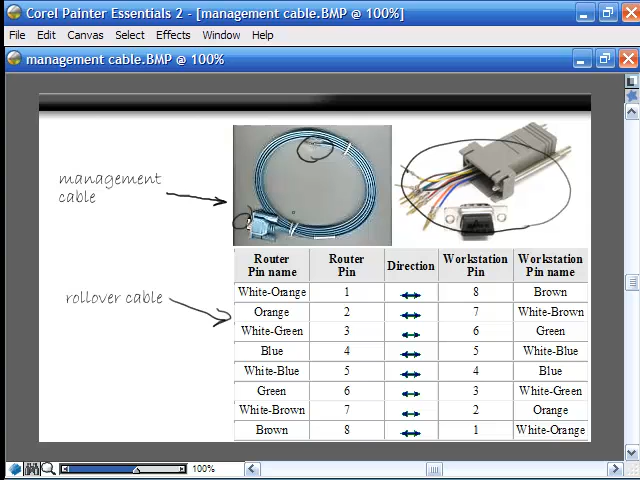 Corel Painter Essentials 2 - [management cable.BMP @ 100%]
File Edit Canvas Select Effects Window Help
management cable.BMP @ 100%
management
cable
rollover cable
Router Pin name Router Pin Direction Workstation Pin Workstation Pin name
White-Orange 1 8 Brown
Orange 2 7 White-Brown
White-Green 3 6 Green
Blue 4 5 White-Blue
White-Blue 5 4 Blue
Green 6 3 White-Green
White-Brown 7 2 Orange
Brown 8 1 White-Orange
100%